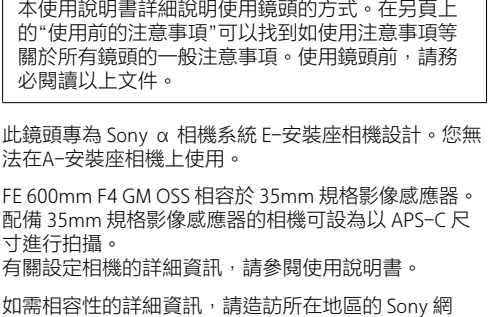 本使用說明書詳細說明使用鏡頭的方式。在另頁上
的“使用前的注意事項”可以找到如使用注意事項等
關於所有鏡頭的一般注意事項。使用鏡頭前，請務
必閱讀以上文件。
此鏡頭專為 Sony α 相機系統 E-安裝座相機設計。您無
法在A-安裝座相機上使用。
FE 600mm F4 GM OSS 相容於 35mm 規格影像感應器。
配備 35mm 規格影像感應器的相機可設為以 APS-C 尺
寸進行拍攝。
有關設定相機的詳細資訊，請參閱使用說明書。
如需相容性的詳細資訊，請造訪所在地區的 Sony 網